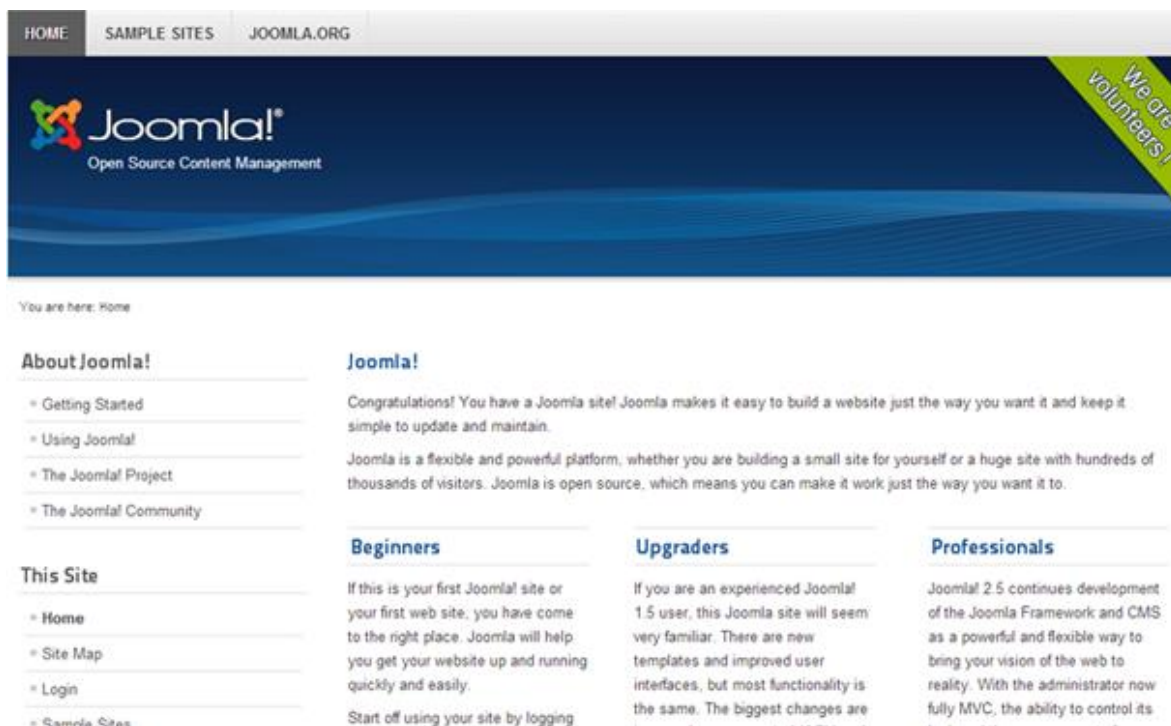 HOME SAMPLE SITES JOOMLA.ORG
We are
volunteers!
Joomla!®
Open Source Content Management
You are here: Home
About Joomla!
Getting Started
Using Joomla!
The Joomla! Project
The Joomla! Community
This Site
Home
Site Map
Login
Sample Sites
Joomla!
Congratulations! You have a Joomla site! Joomla makes it easy to build a website just the way you want it and keep it
simple to update and maintain.
Joomla is a flexible and powerful platform, whether you are building a small site for yourself or a huge site with hundreds of
thousands of visitors. Joomla is open source, which means you can make it work just the way you want it to.
Beginners
If this is your first Joomla! site or
your first web site, you have come
to the right place. Joomla will help
you get your website up and running
quickly and easily.
Start off using your site by logging
Upgraders
If you are an experienced Joomla!
1.5 user, this Joomla site will seem
very familiar. There are new
templates and improved user
interfaces, but most functionality is
the same. The biggest changes are
Professionals
Joomla! 2.5 continues development
of the Joomla Framework and CMS
as a powerful and flexible way to
bring your vision of the web to
reality. With the administrator now
fully MVC, the ability to control its